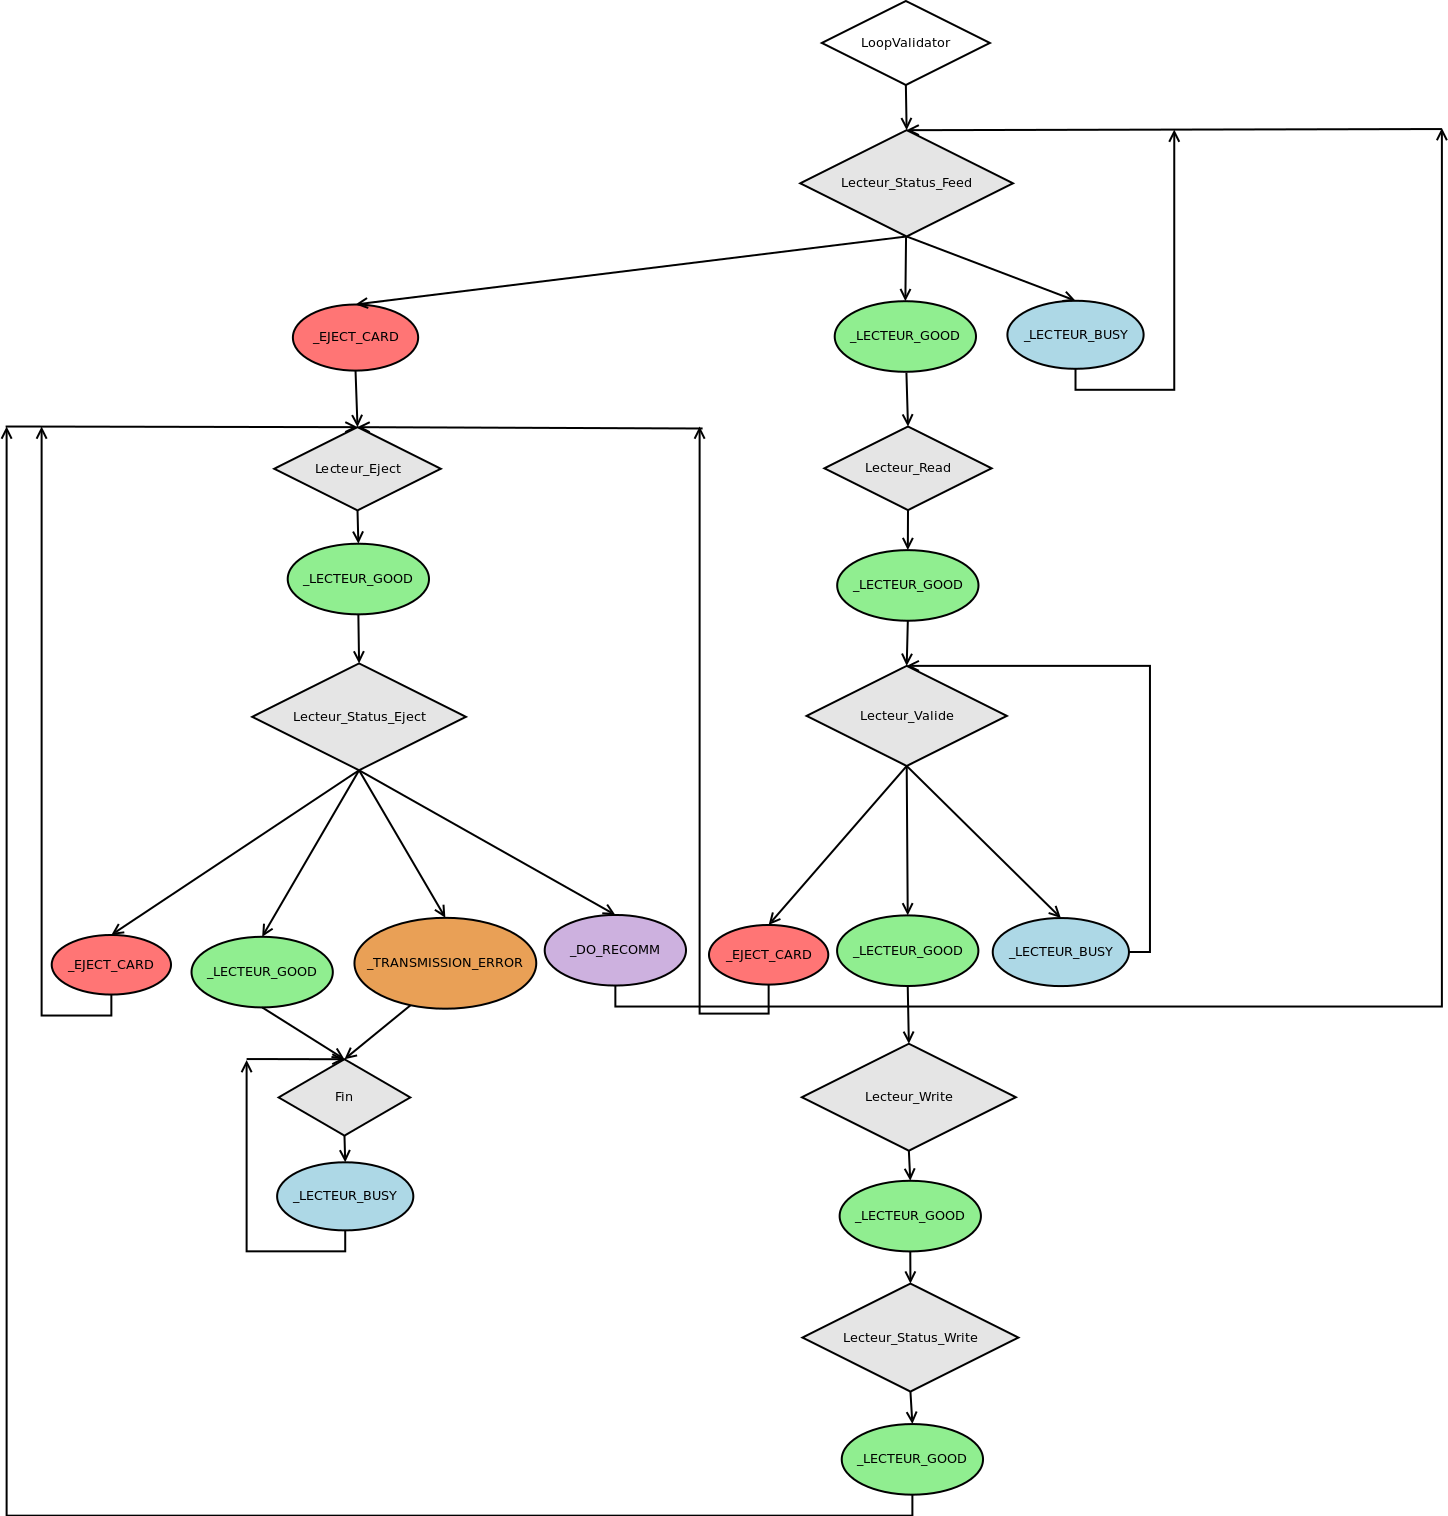 LoopValidator
Lecteur_Status_Feed
_EJECT_CARD
_LECTEUR_GOOD
_LECTEUR_BUSY
Lecteur_Eject
Lecteur_Read
_LECTEUR_GOOD
_LECTEUR_GOOD
Lecteur_Status_Eject
Lecteur_Valide
_EJECT_CARD
_LECTEUR_GOOD
_TRANSMISSION_ERROR
_DO_RECOMM
_EJECT_CARD
_LECTEUR_GOOD
_LECTEUR_BUSY
Fin
Lecteur_Write
_LECTEUR_BUSY
_LECTEUR_GOOD
Lecteur_Status_Write
_LECTEUR_GOOD